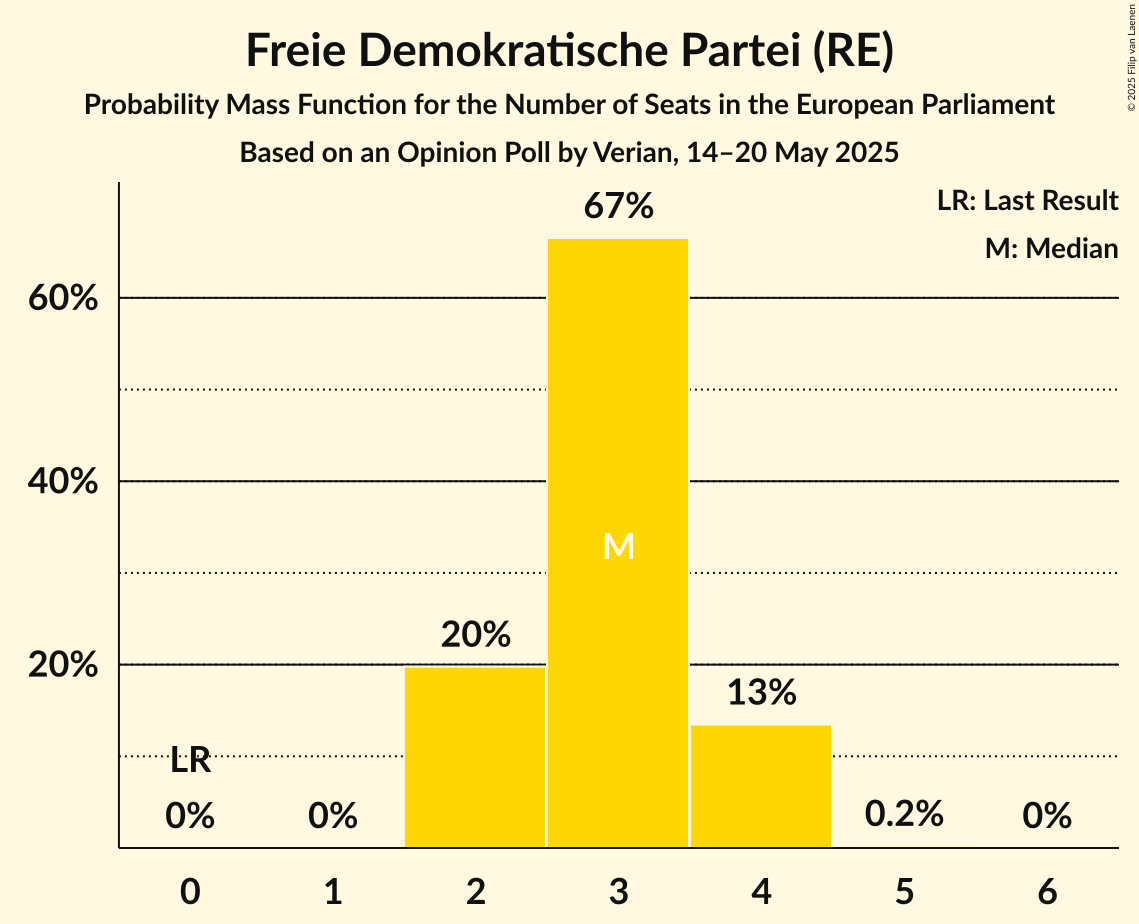 Freie Demokratische Partei (RE)
Probability Mass Function for the Number of Seats in the European Parliament
Based on an Opinion Poll by Verian, 14–20 May 2025
© 2025 Filip van Laenen
LR: Last Result
M: Median
67%
60%
40%
M
20%
20%
13%
LR
0%
0%
0.2%
0%
0
1
2
3
4
5
6